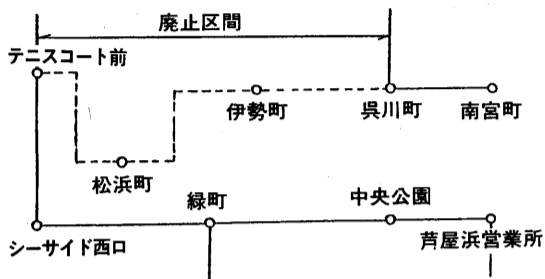 廃止区間
テニスコート前
伊勢町
呉川町
南宮町
松浜町
緑町
中央公園
シーサイド西口
芦屋浜営業所